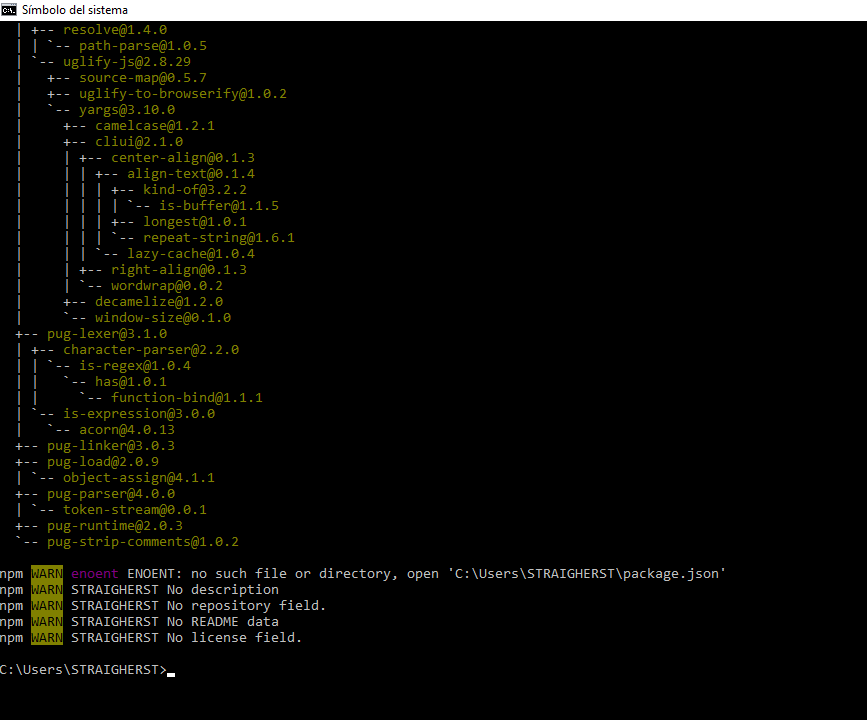 Símbolo del sistema
| +-- resolve@1.4.0
| | `-- path-parse@1.0.5
| `-- uglify-js@2.8.29
|   +-- source-map@0.5.7
|   +-- uglify-to-browserify@1.0.2
|   `-- yargs@3.10.0
|     +-- camelcase@1.2.1
|     +-- cliui@2.1.0
|     | +-- center-align@0.1.3
|     | | +-- align-text@0.1.4
|     | | | +-- kind-of@3.2.2
|     | | | | `-- is-buffer@1.1.5
|     | | | +-- longest@1.0.1
|     | | | `-- repeat-string@1.6.1
|     | | `-- lazy-cache@1.0.4
|     | +-- right-align@0.1.3
|     | `-- wordwrap@0.0.2
|     +-- decamelize@1.2.0
|     `-- window-size@0.1.0
+-- pug-lexer@3.1.0
| +-- character-parser@2.2.0
| | `-- is-regex@1.0.4
| |   `-- has@1.0.1
| |     `-- function-bind@1.1.1
| `-- is-expression@3.0.0
|   `-- acorn@4.0.13
+-- pug-linker@3.0.3
+-- pug-load@2.0.9
| `-- object-assign@4.1.1
+-- pug-parser@4.0.0
| `-- token-stream@0.0.1
+-- pug-runtime@2.0.3
`-- pug-strip-comments@1.0.2
npm WARN enoent ENOENT: no such file or directory, open 'C:\Users\STRAIGHERST\package.json'
npm WARN STRAIGHERST No description
npm WARN STRAIGHERST No repository field.
npm WARN STRAIGHERST No README data
npm WARN STRAIGHERST No license field.
C:\Users\STRAIGHERST>